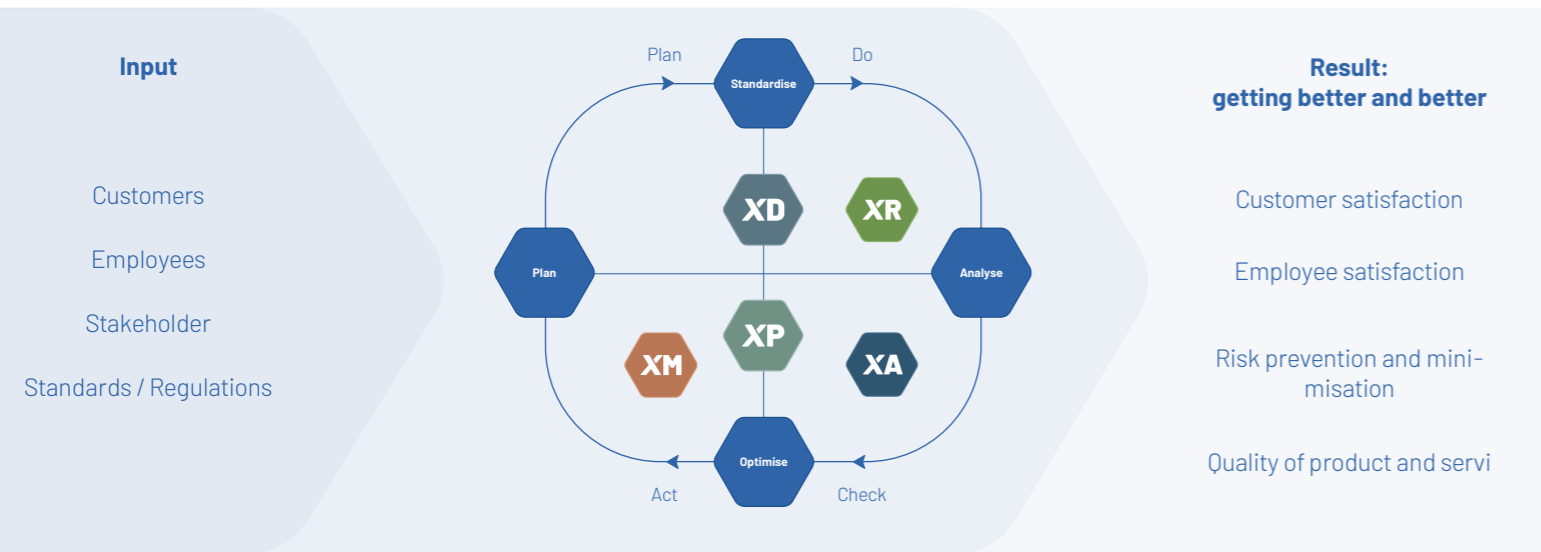 Input
Customers
Employees
Stakeholder
Standards / Regulations
Plan
Do
Standardise
XD
XR
Plan
Analyse
XM
XP
XA
Optimise
Act
Check
Result:
getting better and better
Customer satisfaction
Employee satisfaction
Risk prevention and mini-
misation
Quality of product and servi